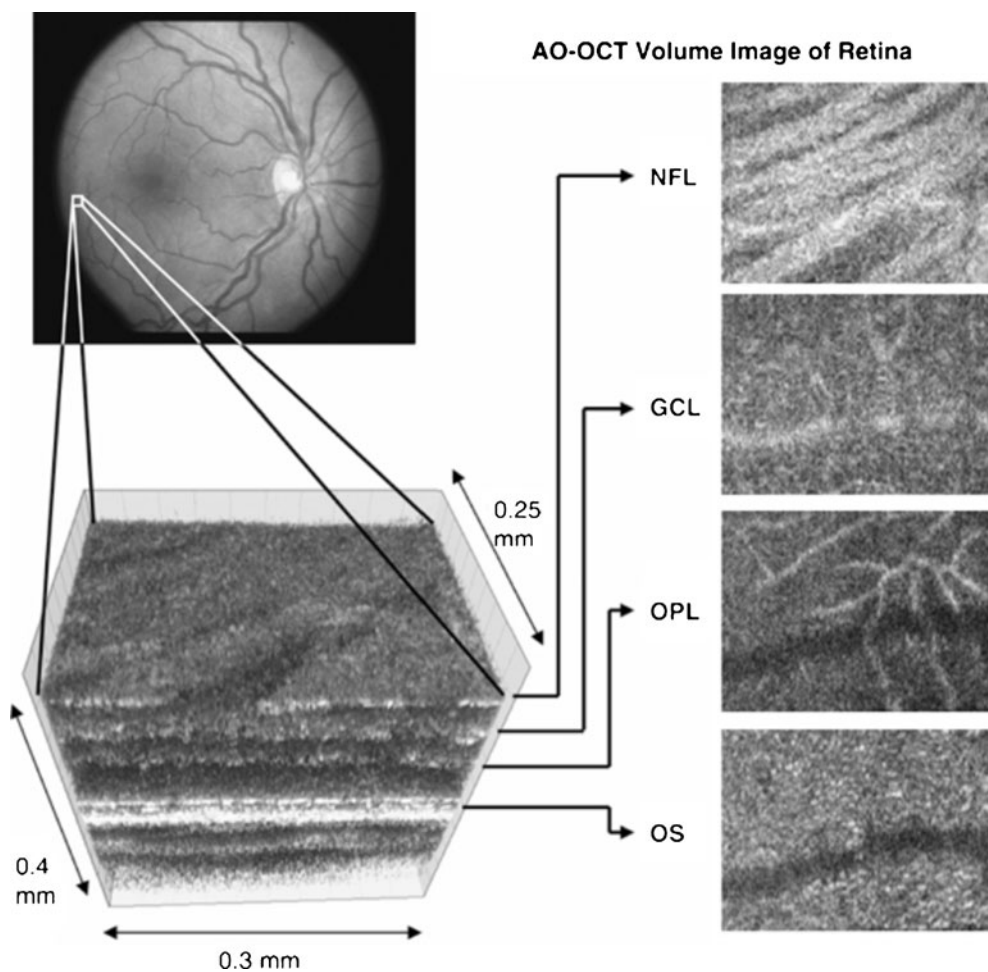 AO-OCT Volume Image of Retina
NFL
GCL
0.25
mm
OPL
OS
0.4
mm
0.3 mm